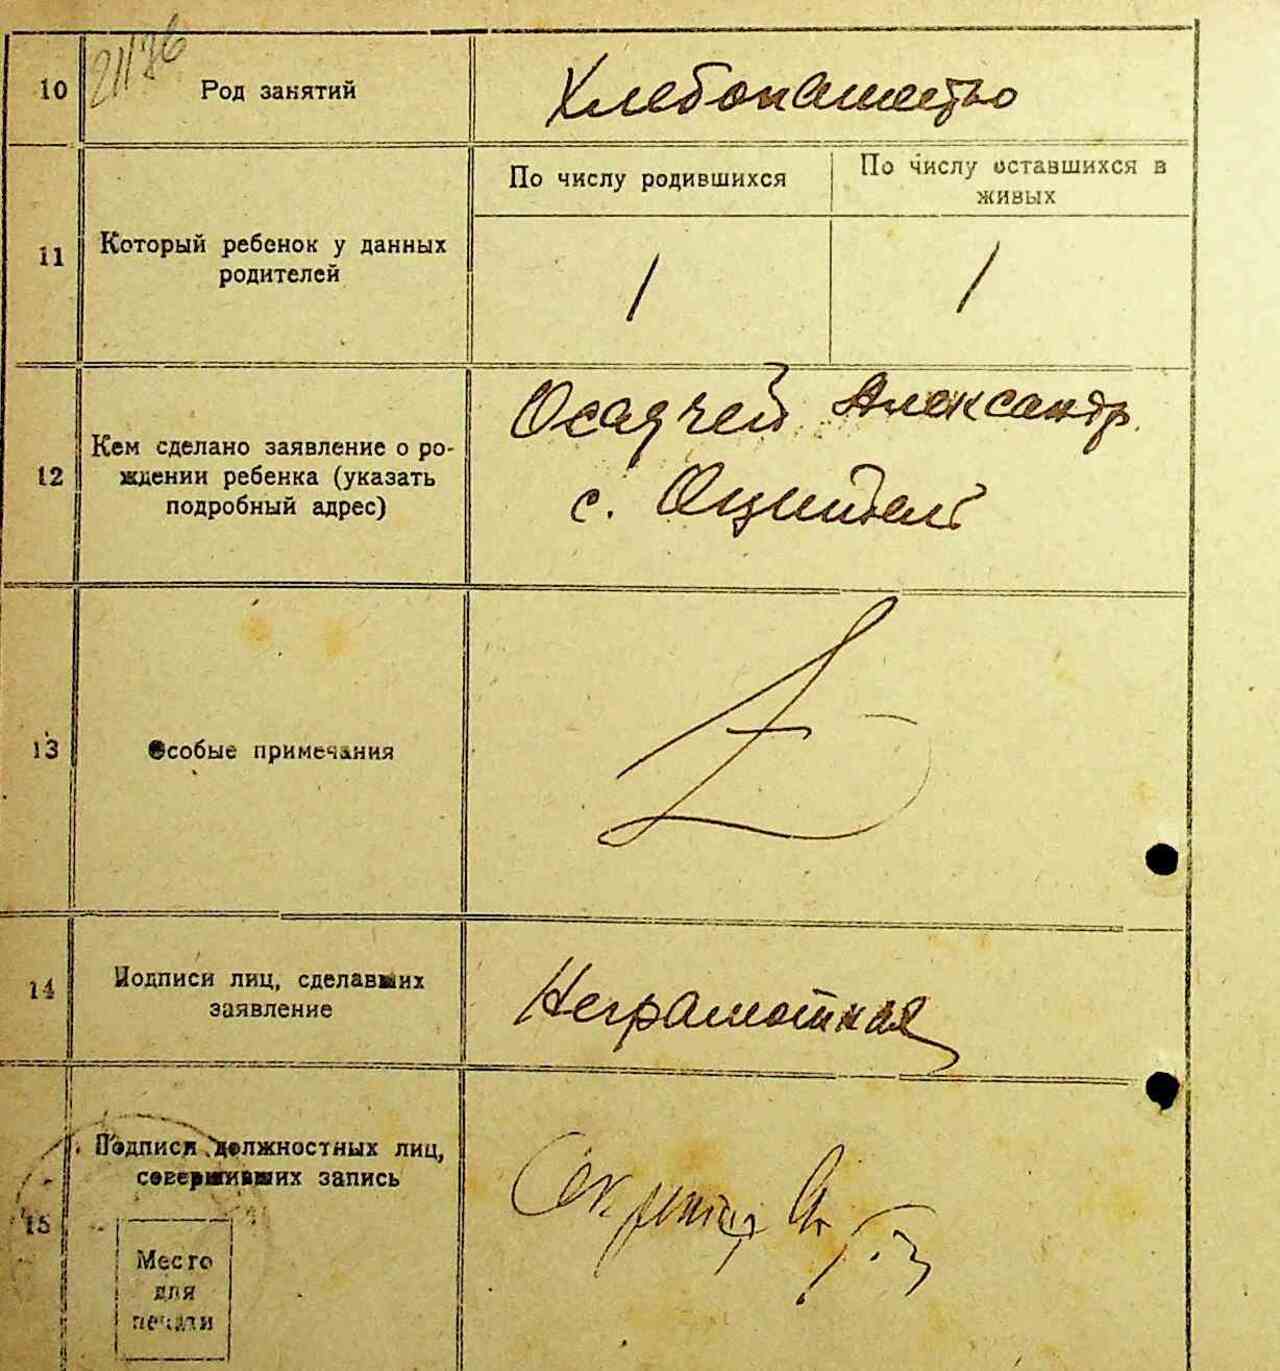 10
Род занятий
Хлебопашество
11
Который ребенок у данных
родителей
По числу родившихся
По числу оставшихся в
живых
1
1
12
Кем сделано заявление о ро-
ждении ребенка (указать
подробный адрес)
Осадчей Александр.
с. Ощитов
13
Особые примечания
14
Подписи лиц, сделавших
заявление
Неграмотная
15
Подписи должностных лиц,
совершивших запись
Место
для
печати